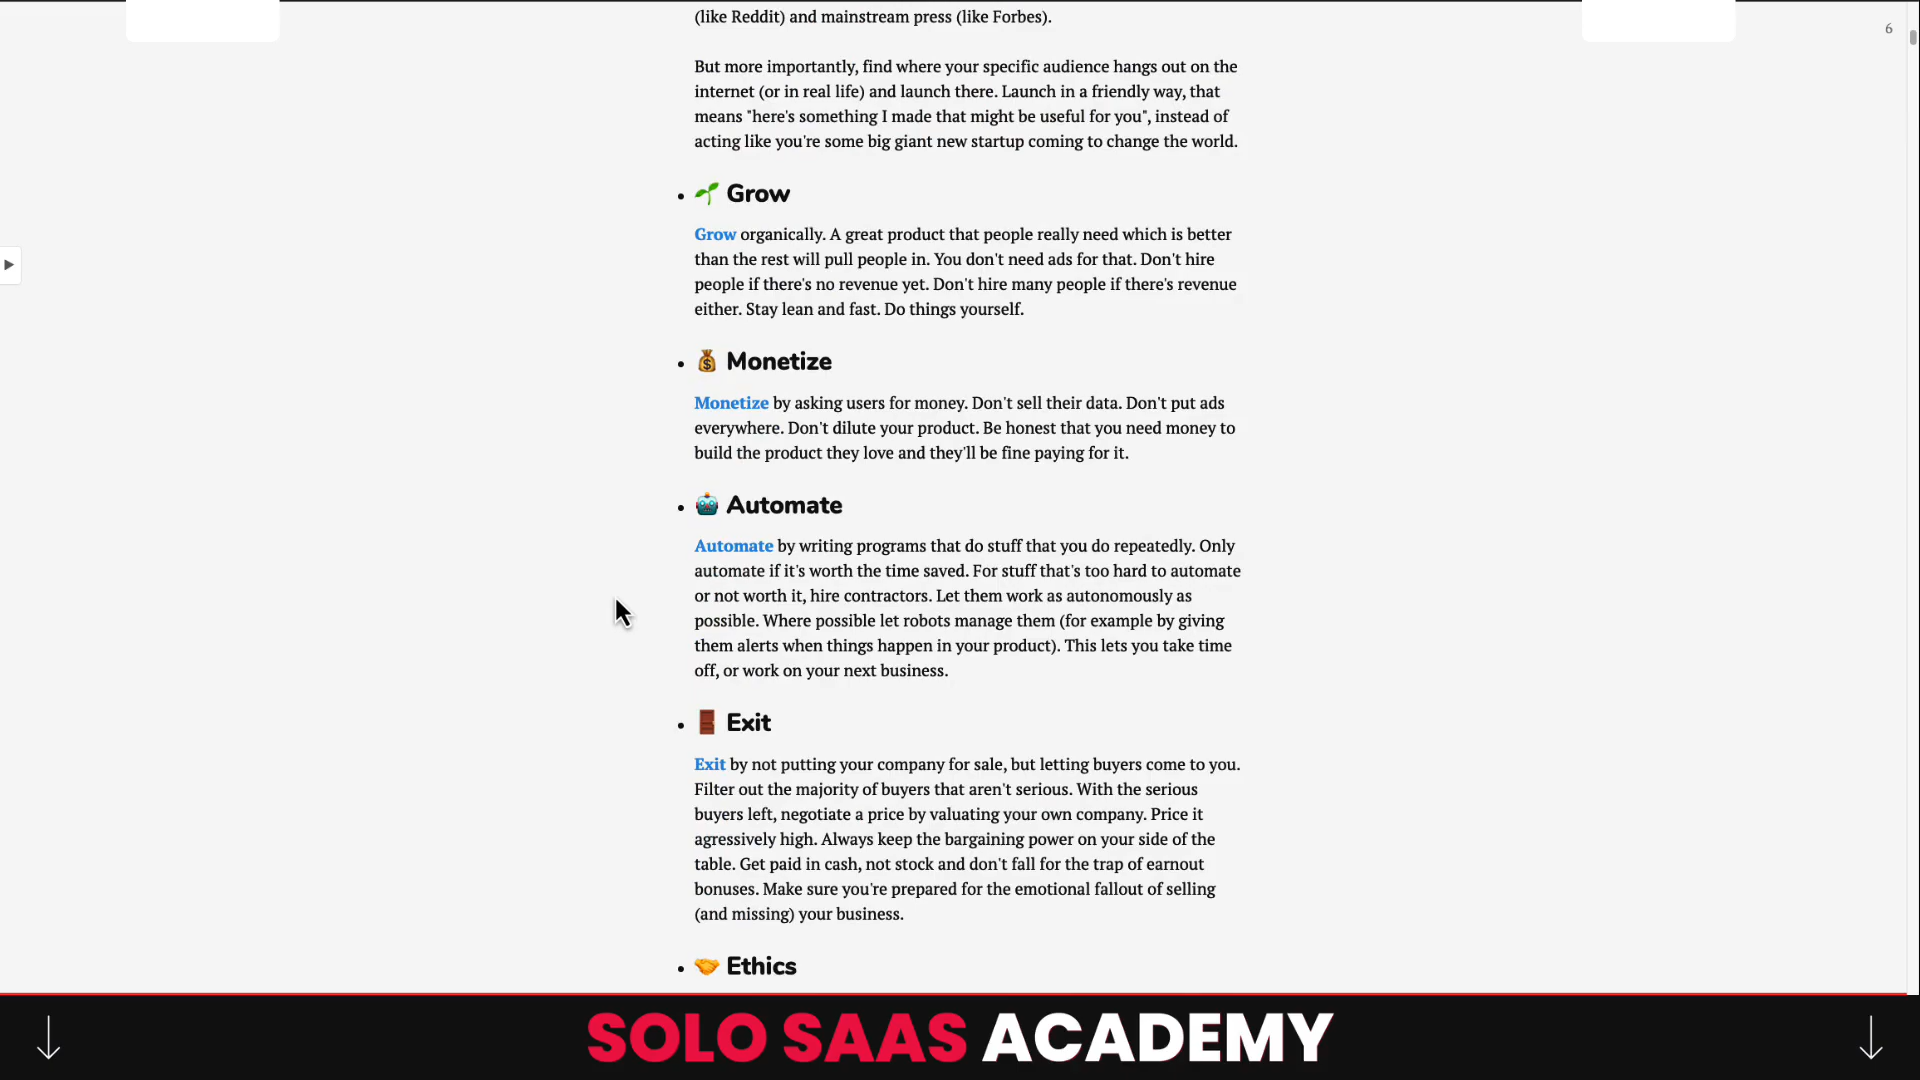 (like Reddit) and mainstream press (like Forbes).
6
But more importantly, find where your specific audience hangs out on the
internet (or in real life) and launch there. Launch in a friendly way, that
means "here's something I made that might be useful for you", instead of
acting like you're some big giant new startup coming to change the world.
Grow
Grow organically. A great product that people really need which is better
than the rest will pull people in. You don't need ads for that. Don't hire
people if there's no revenue yet. Don't hire many people if there's revenue
either. Stay lean and fast. Do things yourself.
Monetize
Monetize by asking users for money. Don't sell their data. Don't put ads
everywhere. Don't dilute your product. Be honest that you need money to
build the product they love and they'll be fine paying for it.
Automate
Automate by writing programs that do stuff that you do repeatedly. Only
automate if it's worth the time saved. For stuff that's too hard to automate
or not worth it, hire contractors. Let them work as autonomously as
possible. Where possible let robots manage them (for example by giving
them alerts when things happen in your product). This lets you take time
off, or work on your next business.
Exit
Exit by not putting your company for sale, but letting buyers come to you.
Filter out the majority of buyers that aren't serious. With the serious
buyers left, negotiate a price by valuating your own company. Price it
agressively high. Always keep the bargaining power on your side of the
table. Get paid in cash, not stock and don't fall for the trap of earnout
bonuses. Make sure you're prepared for the emotional fallout of selling
(and missing) your business.
Ethics
SOLO SAAS ACADEMY